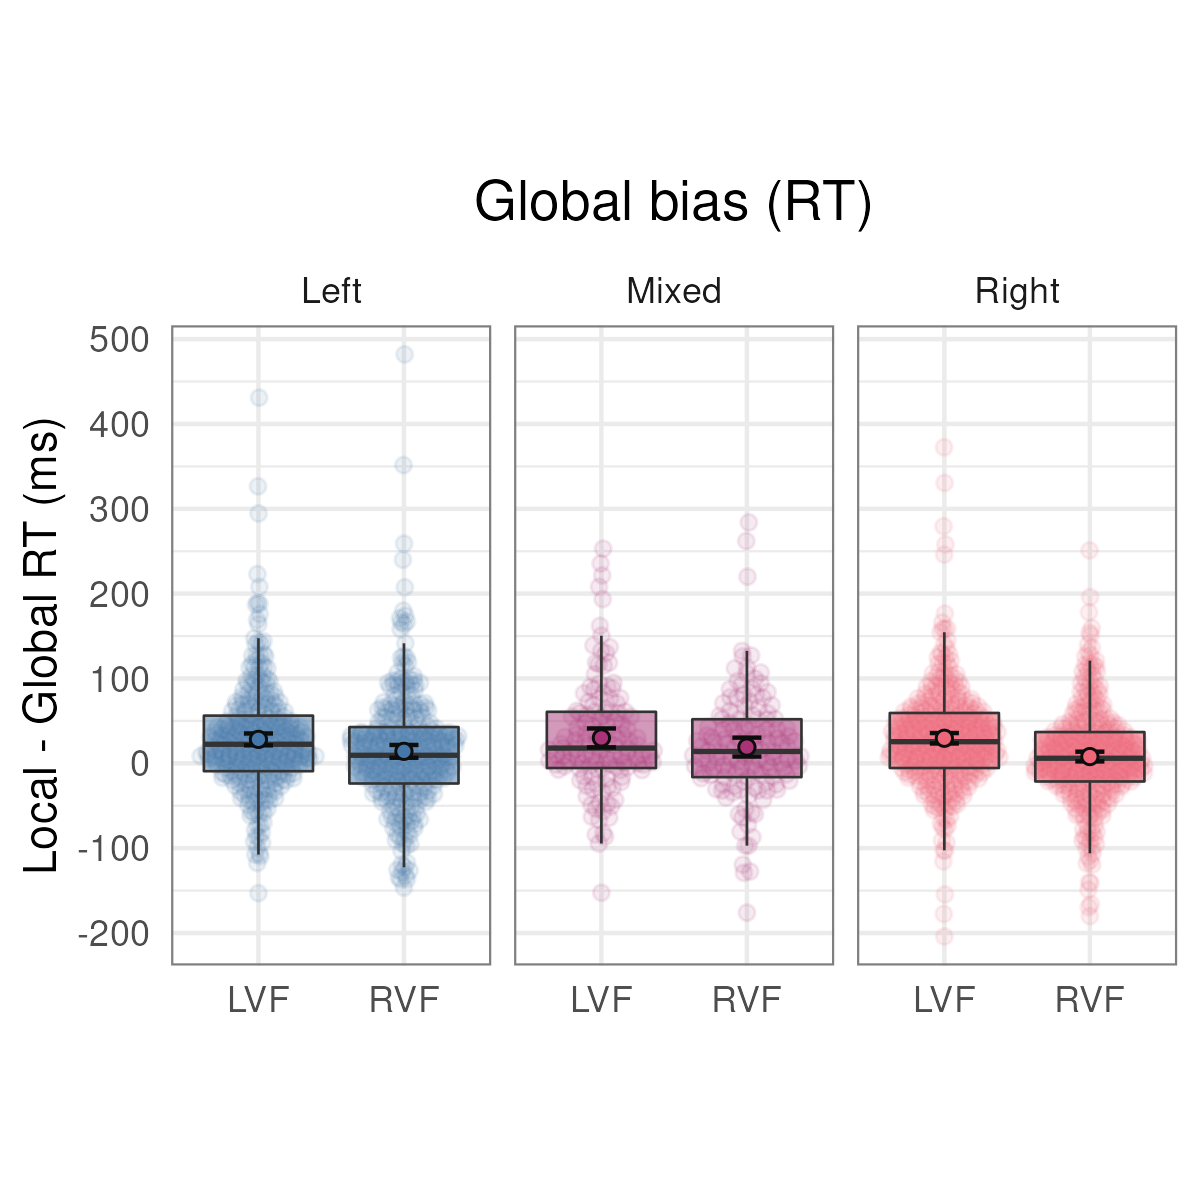 Global bias (RT)
Left Mixed Right
Local - Global RT (ms)
500
400
300
200
100
0
-100
-200
LVF RVF LVF RVF LVF RVF